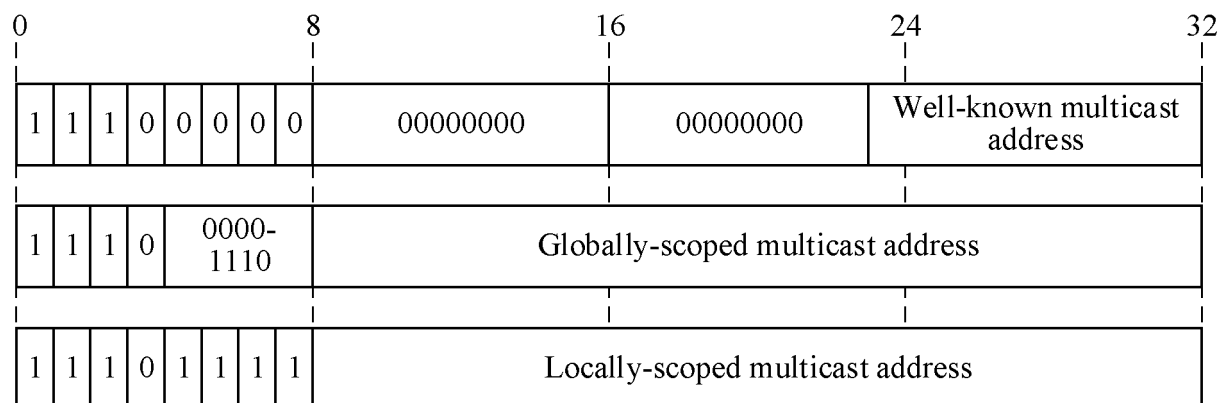 0 8 16 24 32
1 1 1 0 0 0 0 0 00000000 00000000 Well-known multicast
address
1 1 1 0 0000-
1110 Globally-scoped multicast address
1 1 1 0 1 1 1 1 Locally-scoped multicast address